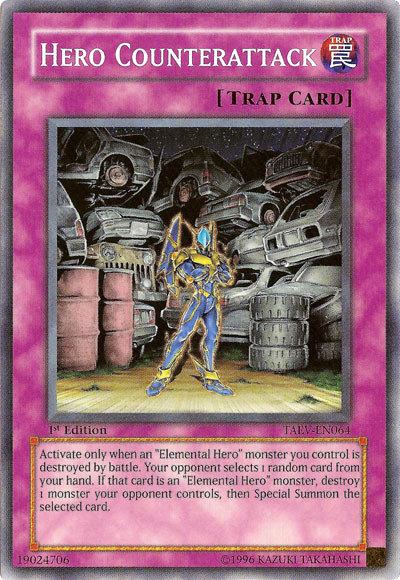 HERO COUNTERATTACK
TRAP
罠
[TRAP CARD]
1st Edition
TAEV-EN064
Activate only when an "Elemental Hero" monster you control is
destroyed by battle. Your opponent selects 1 random card from
your hand. If that card is an "Elemental Hero" monster, destroy
1 monster your opponent controls, then Special Summon the
selected card.
19024706
©1996 KAZUKI TAKAHASHI